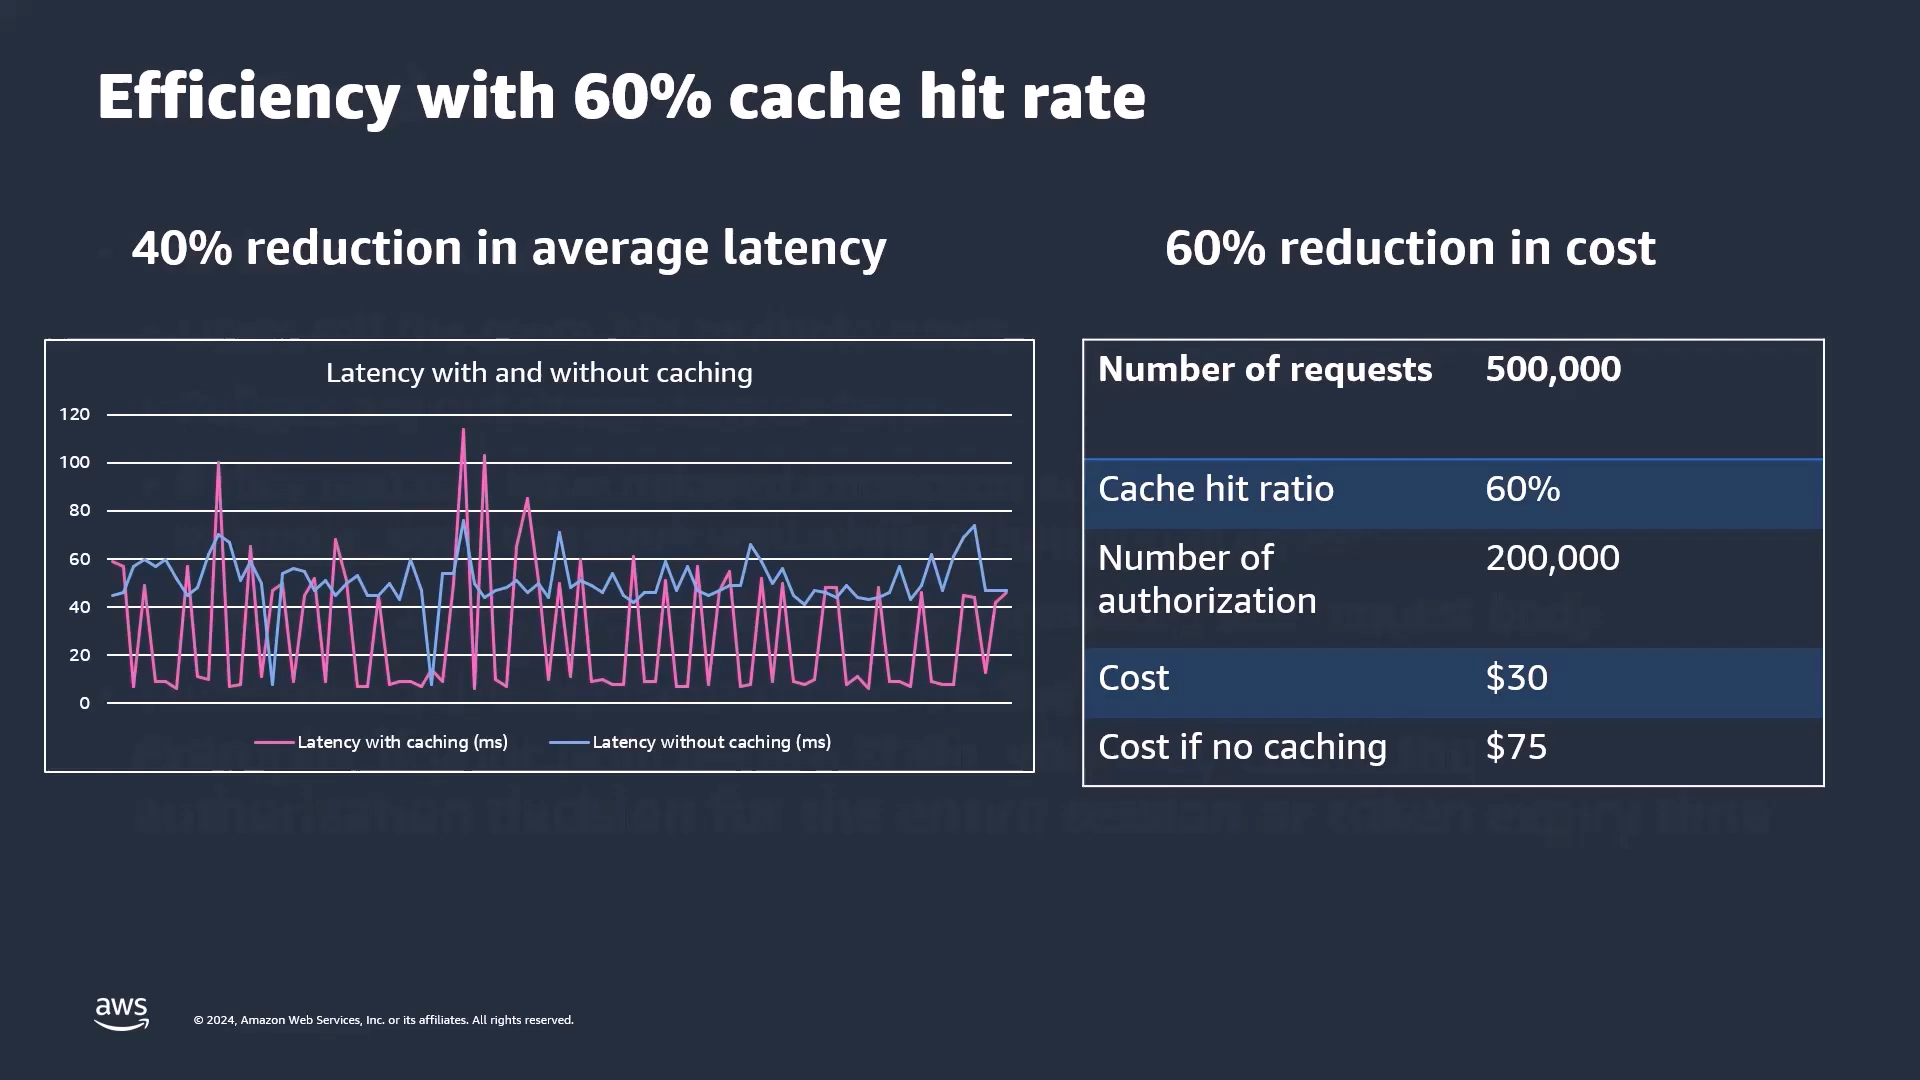 Efficiency with 60% cache hit rate
40% reduction in average latency
60% reduction in cost
Latency with and without caching
120
100
80
60
40
20
0
Latency with caching (ms)
Latency without caching (ms)
Number of requests 500,000
Cache hit ratio 60%
Number of 200,000
authorization
Cost $30
Cost if no caching $75
aws
© 2024, Amazon Web Services, Inc. or its affiliates. All rights reserved.